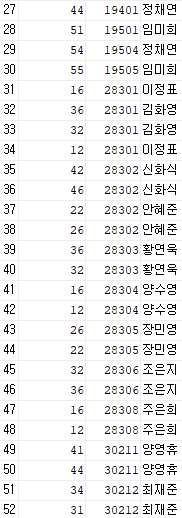 27 44 19401 정채연
28 51 19501 임미희
29 54 19504 정채연
30 55 19505 임미희
31 16 28301 이정표
32 36 28301 김화영
33 32 28301 김화영
34 12 28301 이정표
35 42 28302 신화식
36 46 28302 신화식
37 22 28302 안혜준
38 26 28302 안혜준
39 36 28303 황연욱
40 32 28303 황연욱
41 16 28304 양수영
42 12 28304 양수영
43 26 28305 장민영
44 22 28305 장민영
45 32 28306 조은지
46 36 28306 조은지
47 16 28308 주은희
48 12 28308 주은희
49 41 30211 양영휴
50 44 30211 양영휴
51 34 30212 최재준
52 31 30212 최재준